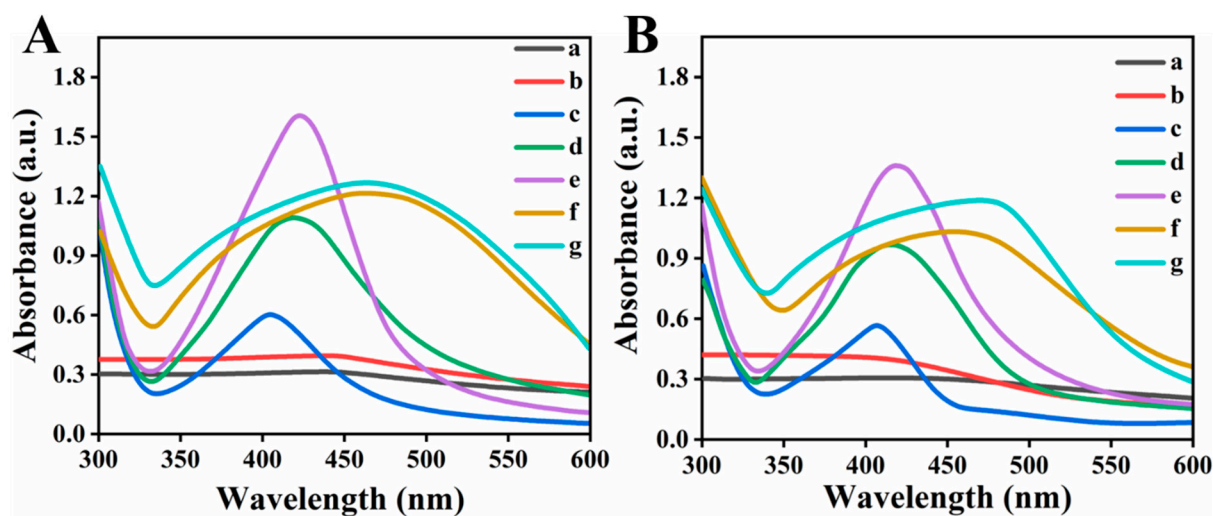 A
Absorbance (a.u.)
1.8
1.5
1.2
0.9
0.6
0.3
0.0
300
350
400
450
500
550
600
Wavelength (nm)
a
b
c
d
e
f
g
B
Absorbance (a.u.)
1.8
1.5
1.2
0.9
0.6
0.3
0.0
300
350
400
450
500
550
600
Wavelength (nm)
a
b
c
d
e
f
g